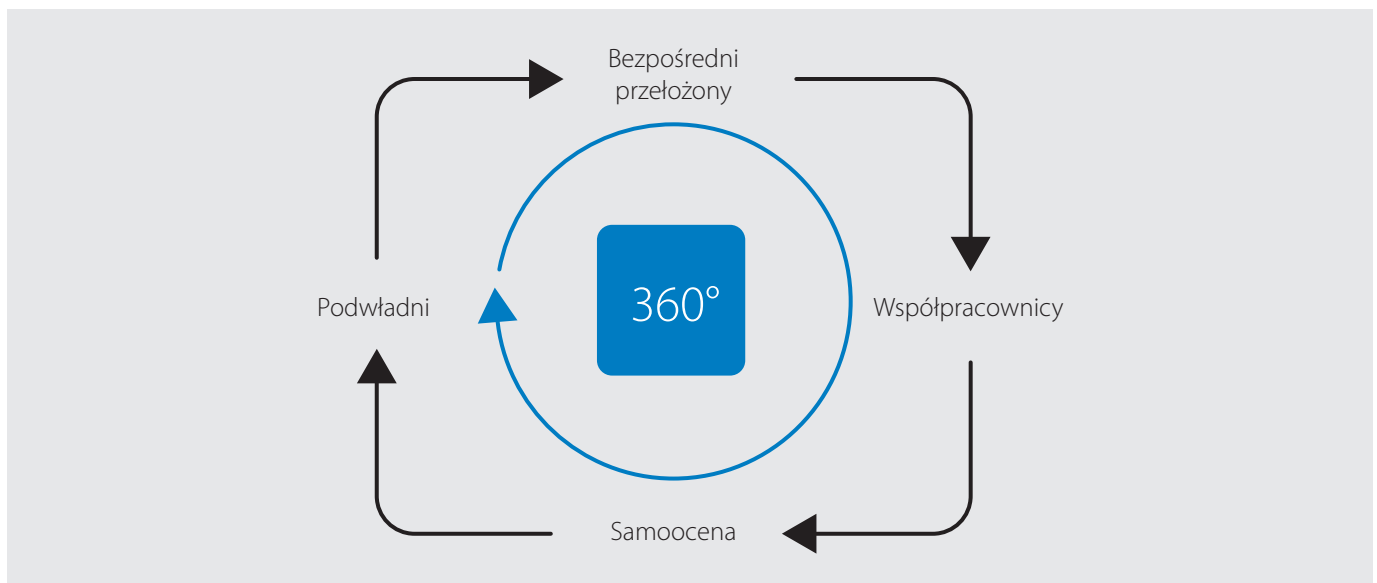 Bezpośredni
przełożony
Podwładni
360°
Współpracownicy
Samoocena